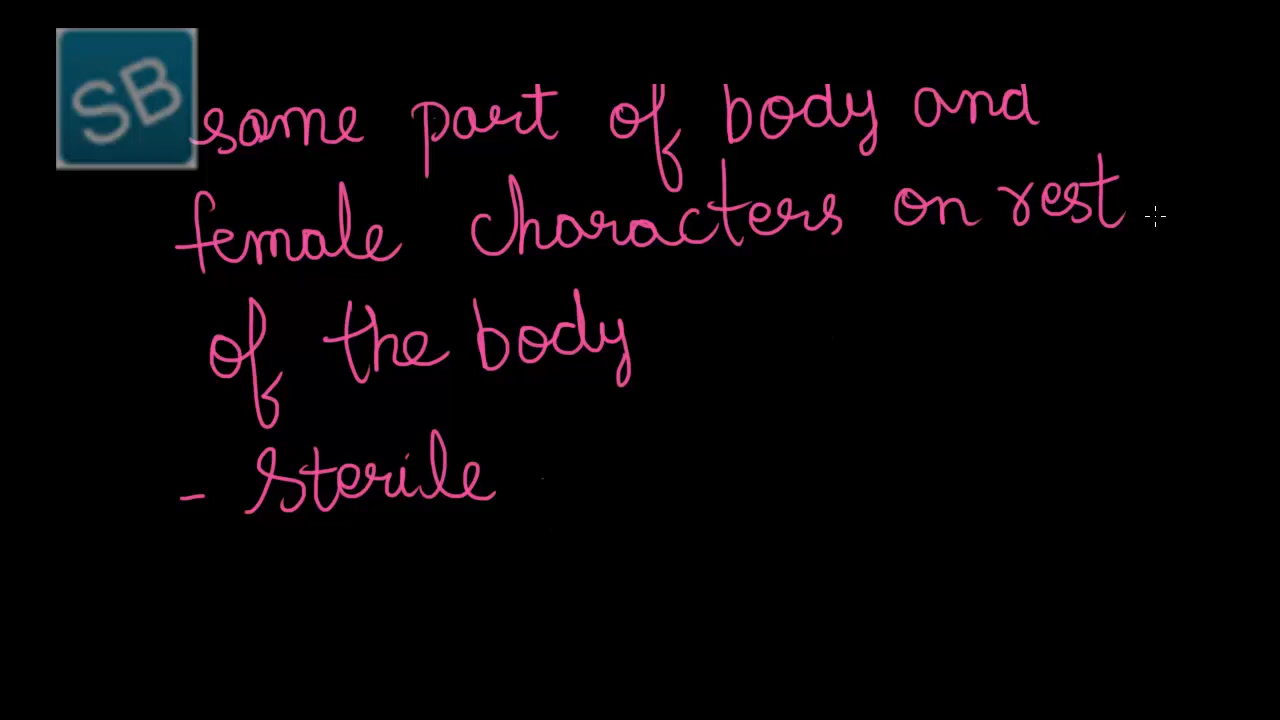 SB
some part of body and
female characters on rest
of the body
- sterile